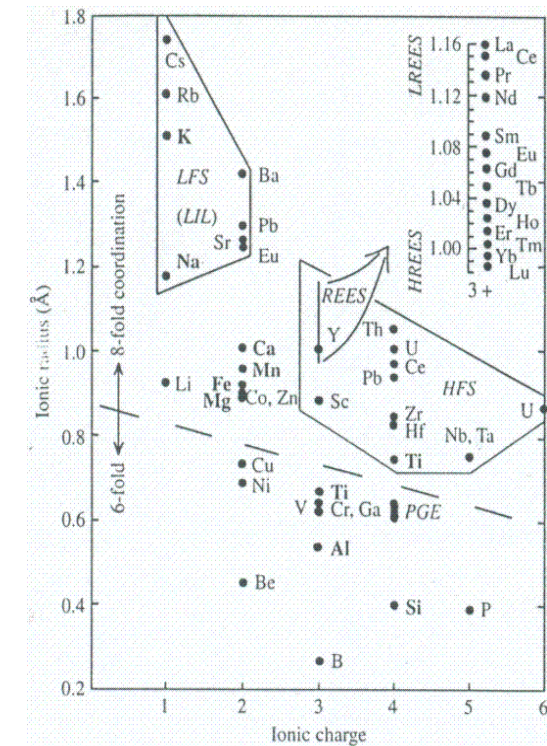 1.8
1.6
1.4
1.2
1.0
0.8
0.6
0.4
0.2
Ionic radius (Å)
8-fold coordination
6-fold
0
1
2
3
4
5
6
Ionic charge
Cs
Rb
K
LFS
(LIL)
Na
Ba
Pb
Sr
Eu
Li
Ca
Mn
Fe
Mg
Co, Zn
Cu
Ni
Be
REES
Y
Sc
Ti
V
Cr, Ga
Al
B
Th
U
Pb
Ce
HFS
Zr
Hf
Ti
Nb, Ta
U
PGE
Si
P
LREES
HREES
1.16
1.12
1.08
1.04
1.00
3 +
La
Ce
Pr
Nd
Sm
Eu
Gd
Tb
Dy
Ho
Er
Tm
Yb
Lu